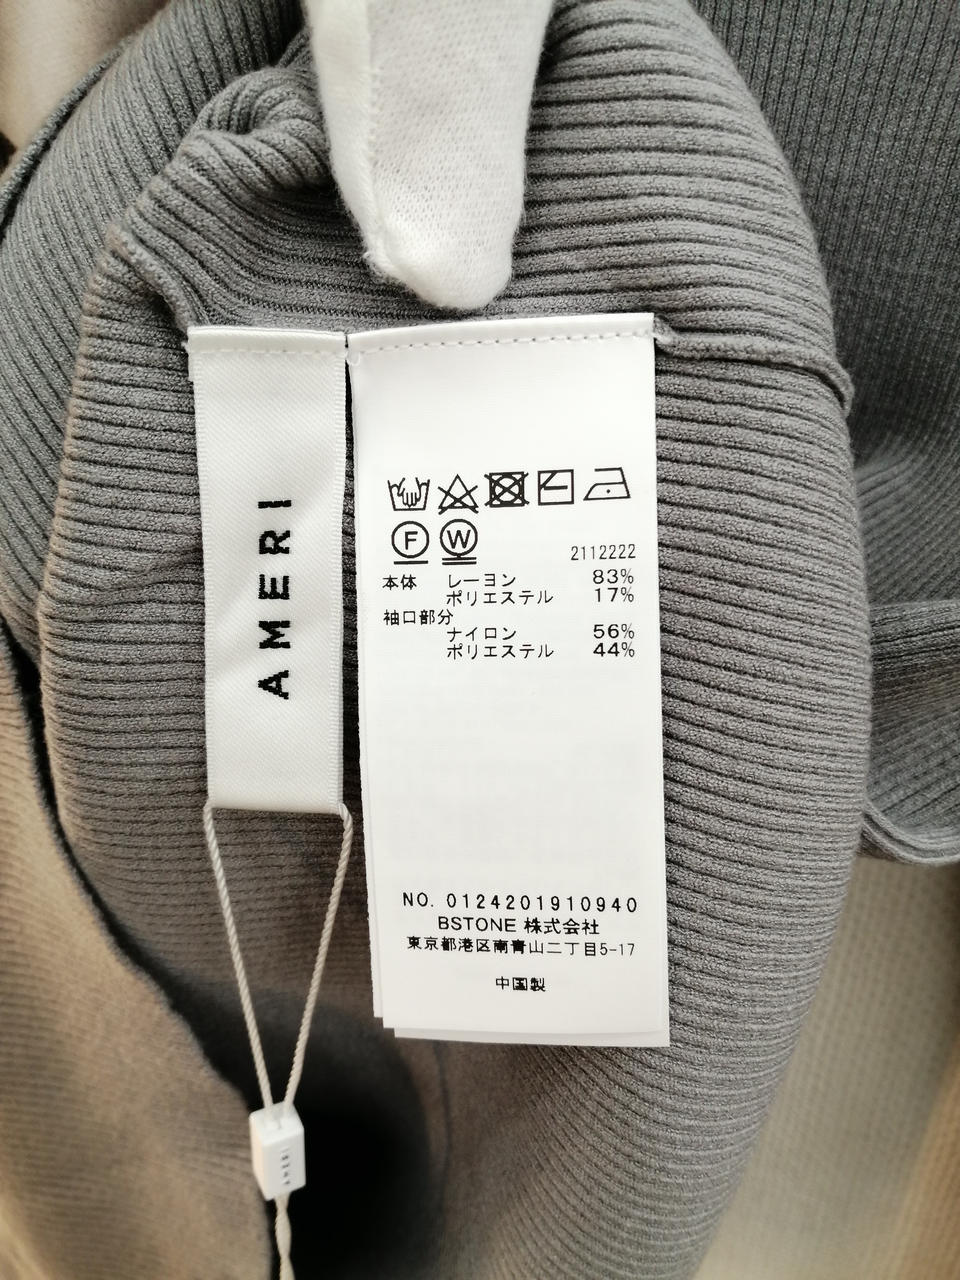 AMERI
F W
2112222
本体 レーヨン 83%
ポリエステル 17%
袖口部分
ナイロン 56%
ポリエステル 44%
NO. 0124201910940
BSTONE 株式会社
東京都港区南青山二丁目5-17
中国製
AMERI